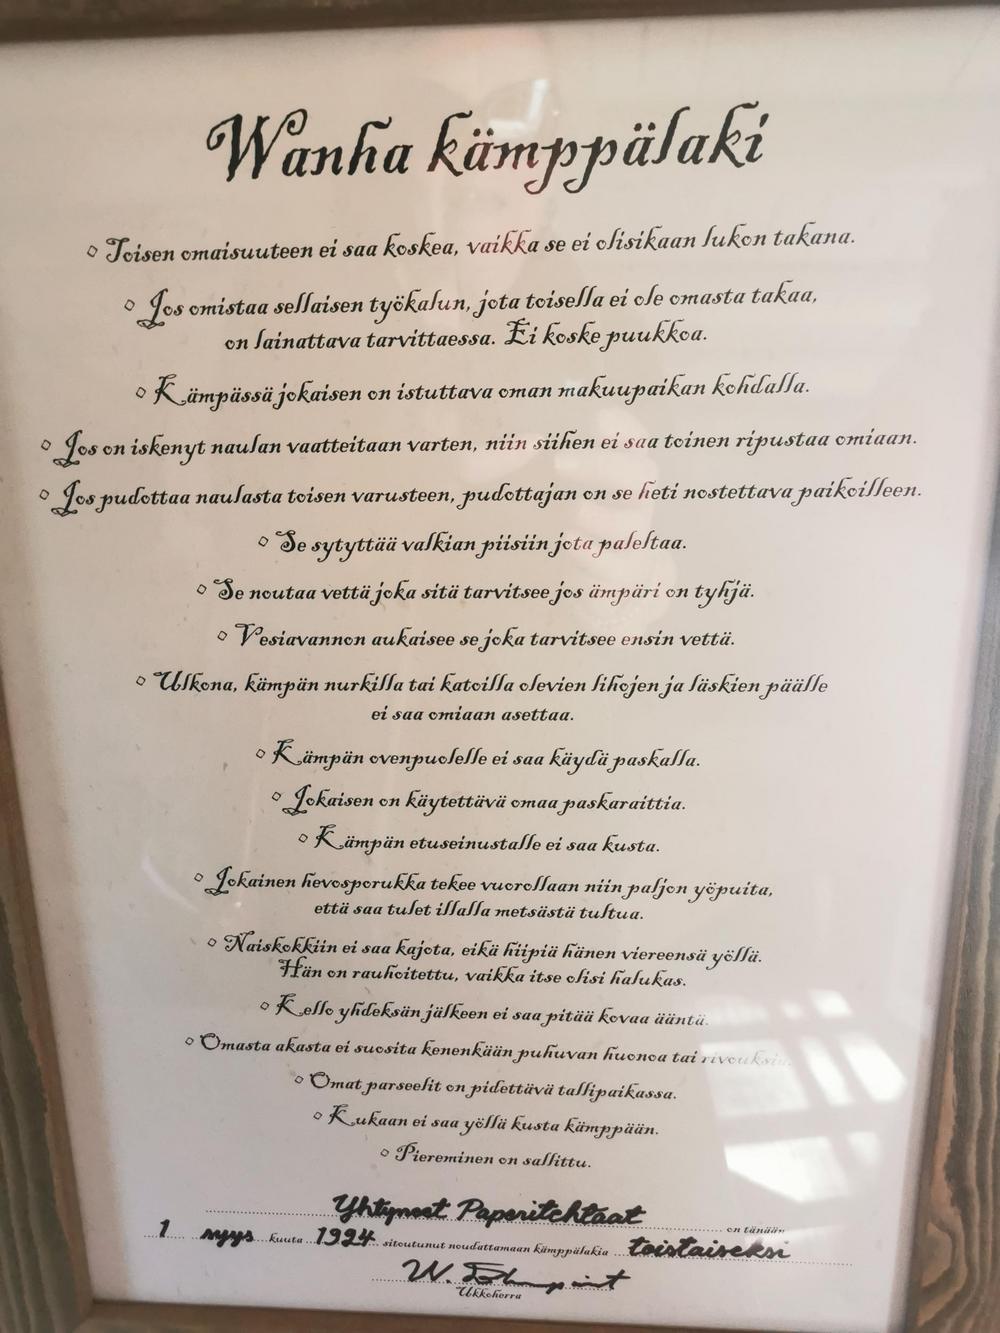 Wanha kämppälaki
◇ Toisen omaisuuteen ei saa koskea, vaikka se ei olisikaan lukon takana.
◇ Jos omistaa sellaisen työkalun, jota toisella ei ole omasta takaa,
on lainattava tarvittaessa. Ei koske puukkoa.
◇ Kämpässä jokaisen on istuttava oman makuupaikan kohdalla.
◇ Jos on iskenyt naulan vaatteitaan varten, niin siihen ei saa toinen ripustaa omiaan.
◇ Jos pudottaa naulasta toisen varusteen, pudottajan on se heti nostettava paikoilleen.
◇ Se sytyttää valkian piisiin jota paleltaa.
◇ Se noutaa vettä joka sitä tarvitsee jos ämpäri on tyhjä.
◇ Vesiavannon aukaisee se joka tarvitsee ensin vettä.
◇ Ulkona, kämpän nurkilla tai katoilla olevien lihojen ja läskien päälle
ei saa omiaan asettaa.
◇ Kämpän ovenpuolelle ei saa käydä paskalla.
◇ Jokaisen on käytettävä omaa paskaraittia.
◇ Kämpän etuseinustalle ei saa kusta.
◇ Jokainen hevosporukka tekee vuorollaan niin paljon yöpuita,
että saa tulet illalla metsästä tultua.
◇ Naiskokkiin ei saa kajota, eikä hiipiä hänen viereensä yöllä.
Hän on rauhoitettu, vaikka itse olisi halukas.
◇ Kello yhdeksän jälkeen ei saa pitää kovaa ääntä.
◇ Omasta akasta ei suosita kenenkään puhuvan huonoa tai rivouksia.
◇ Omat parseelit on pidettävä tallipaikassa.
◇ Kukaan ei saa yöllä kusta kämppään.
◇ Piereminen on sallittu.
Yhtyneet Paperitehtaat on tänään
1 syys kuuta 1924 sitoutunut noudattamaan kämppälakia toistaiseksi
W.
Ukkoherra